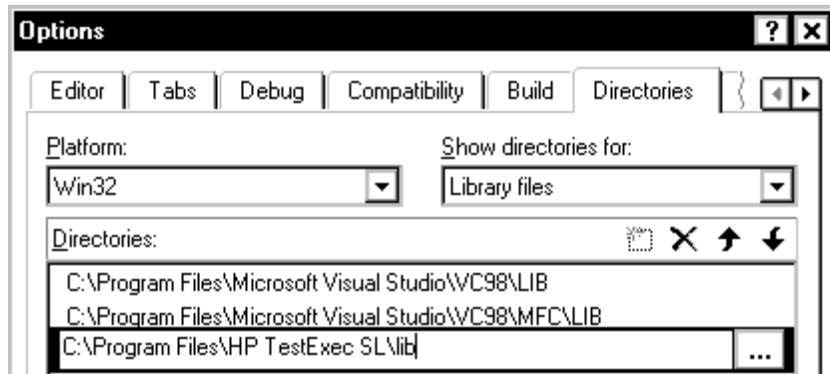 Options
Editor Tabs Debug Compatibility Build Directories
Platform: Show directories for:
Win32 Library files
Directories:
C:\Program Files\Microsoft Visual Studio\VC98\LIB
C:\Program Files\Microsoft Visual Studio\VC98\MFC\LIB
C:\Program Files\HP TestExec SL\lib ...